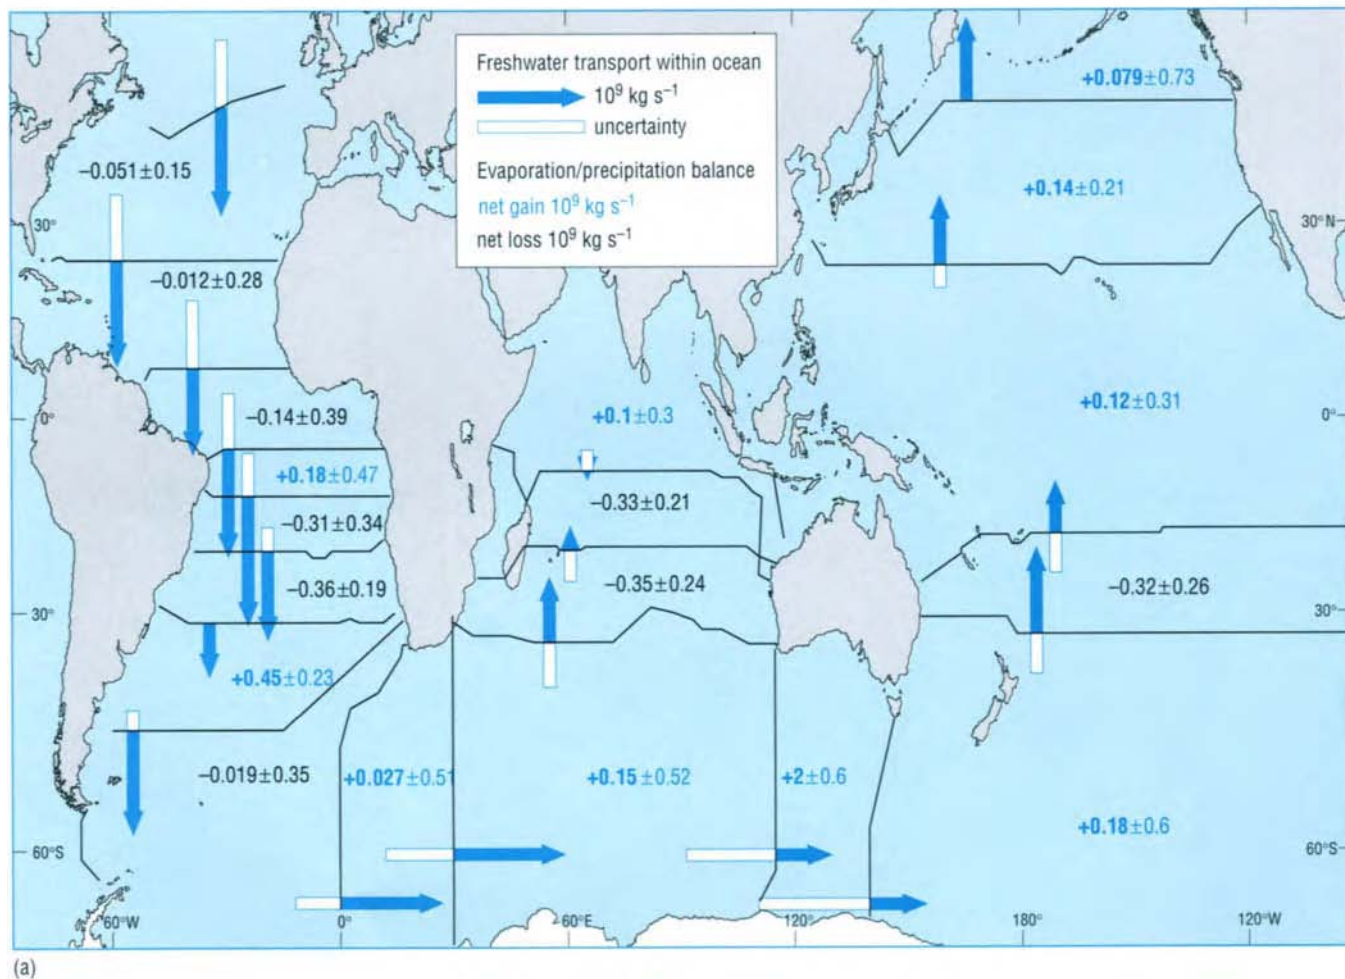 Freshwater transport within ocean
10⁹ kg s⁻¹
uncertainty
Evaporation/precipitation balance
net gain 10⁹ kg s⁻¹
net loss 10⁹ kg s⁻¹
+0.079±0.73
−0.051±0.15
+0.14±0.21
30°
30°N
−0.012±0.28
−0.14±0.39
+0.1±0.3
+0.12±0.31
0°
0°
+0.18±0.47
−0.33±0.21
−0.31±0.34
−0.36±0.19
−0.35±0.24
−0.32±0.26
30°
30°
+0.45±0.23
−0.019±0.35
+0.027±0.51
+0.15±0.52
+2±0.6
+0.18±0.6
60°S
60°S
60°W
0°
60°E
120°
180°
120°W
(a)